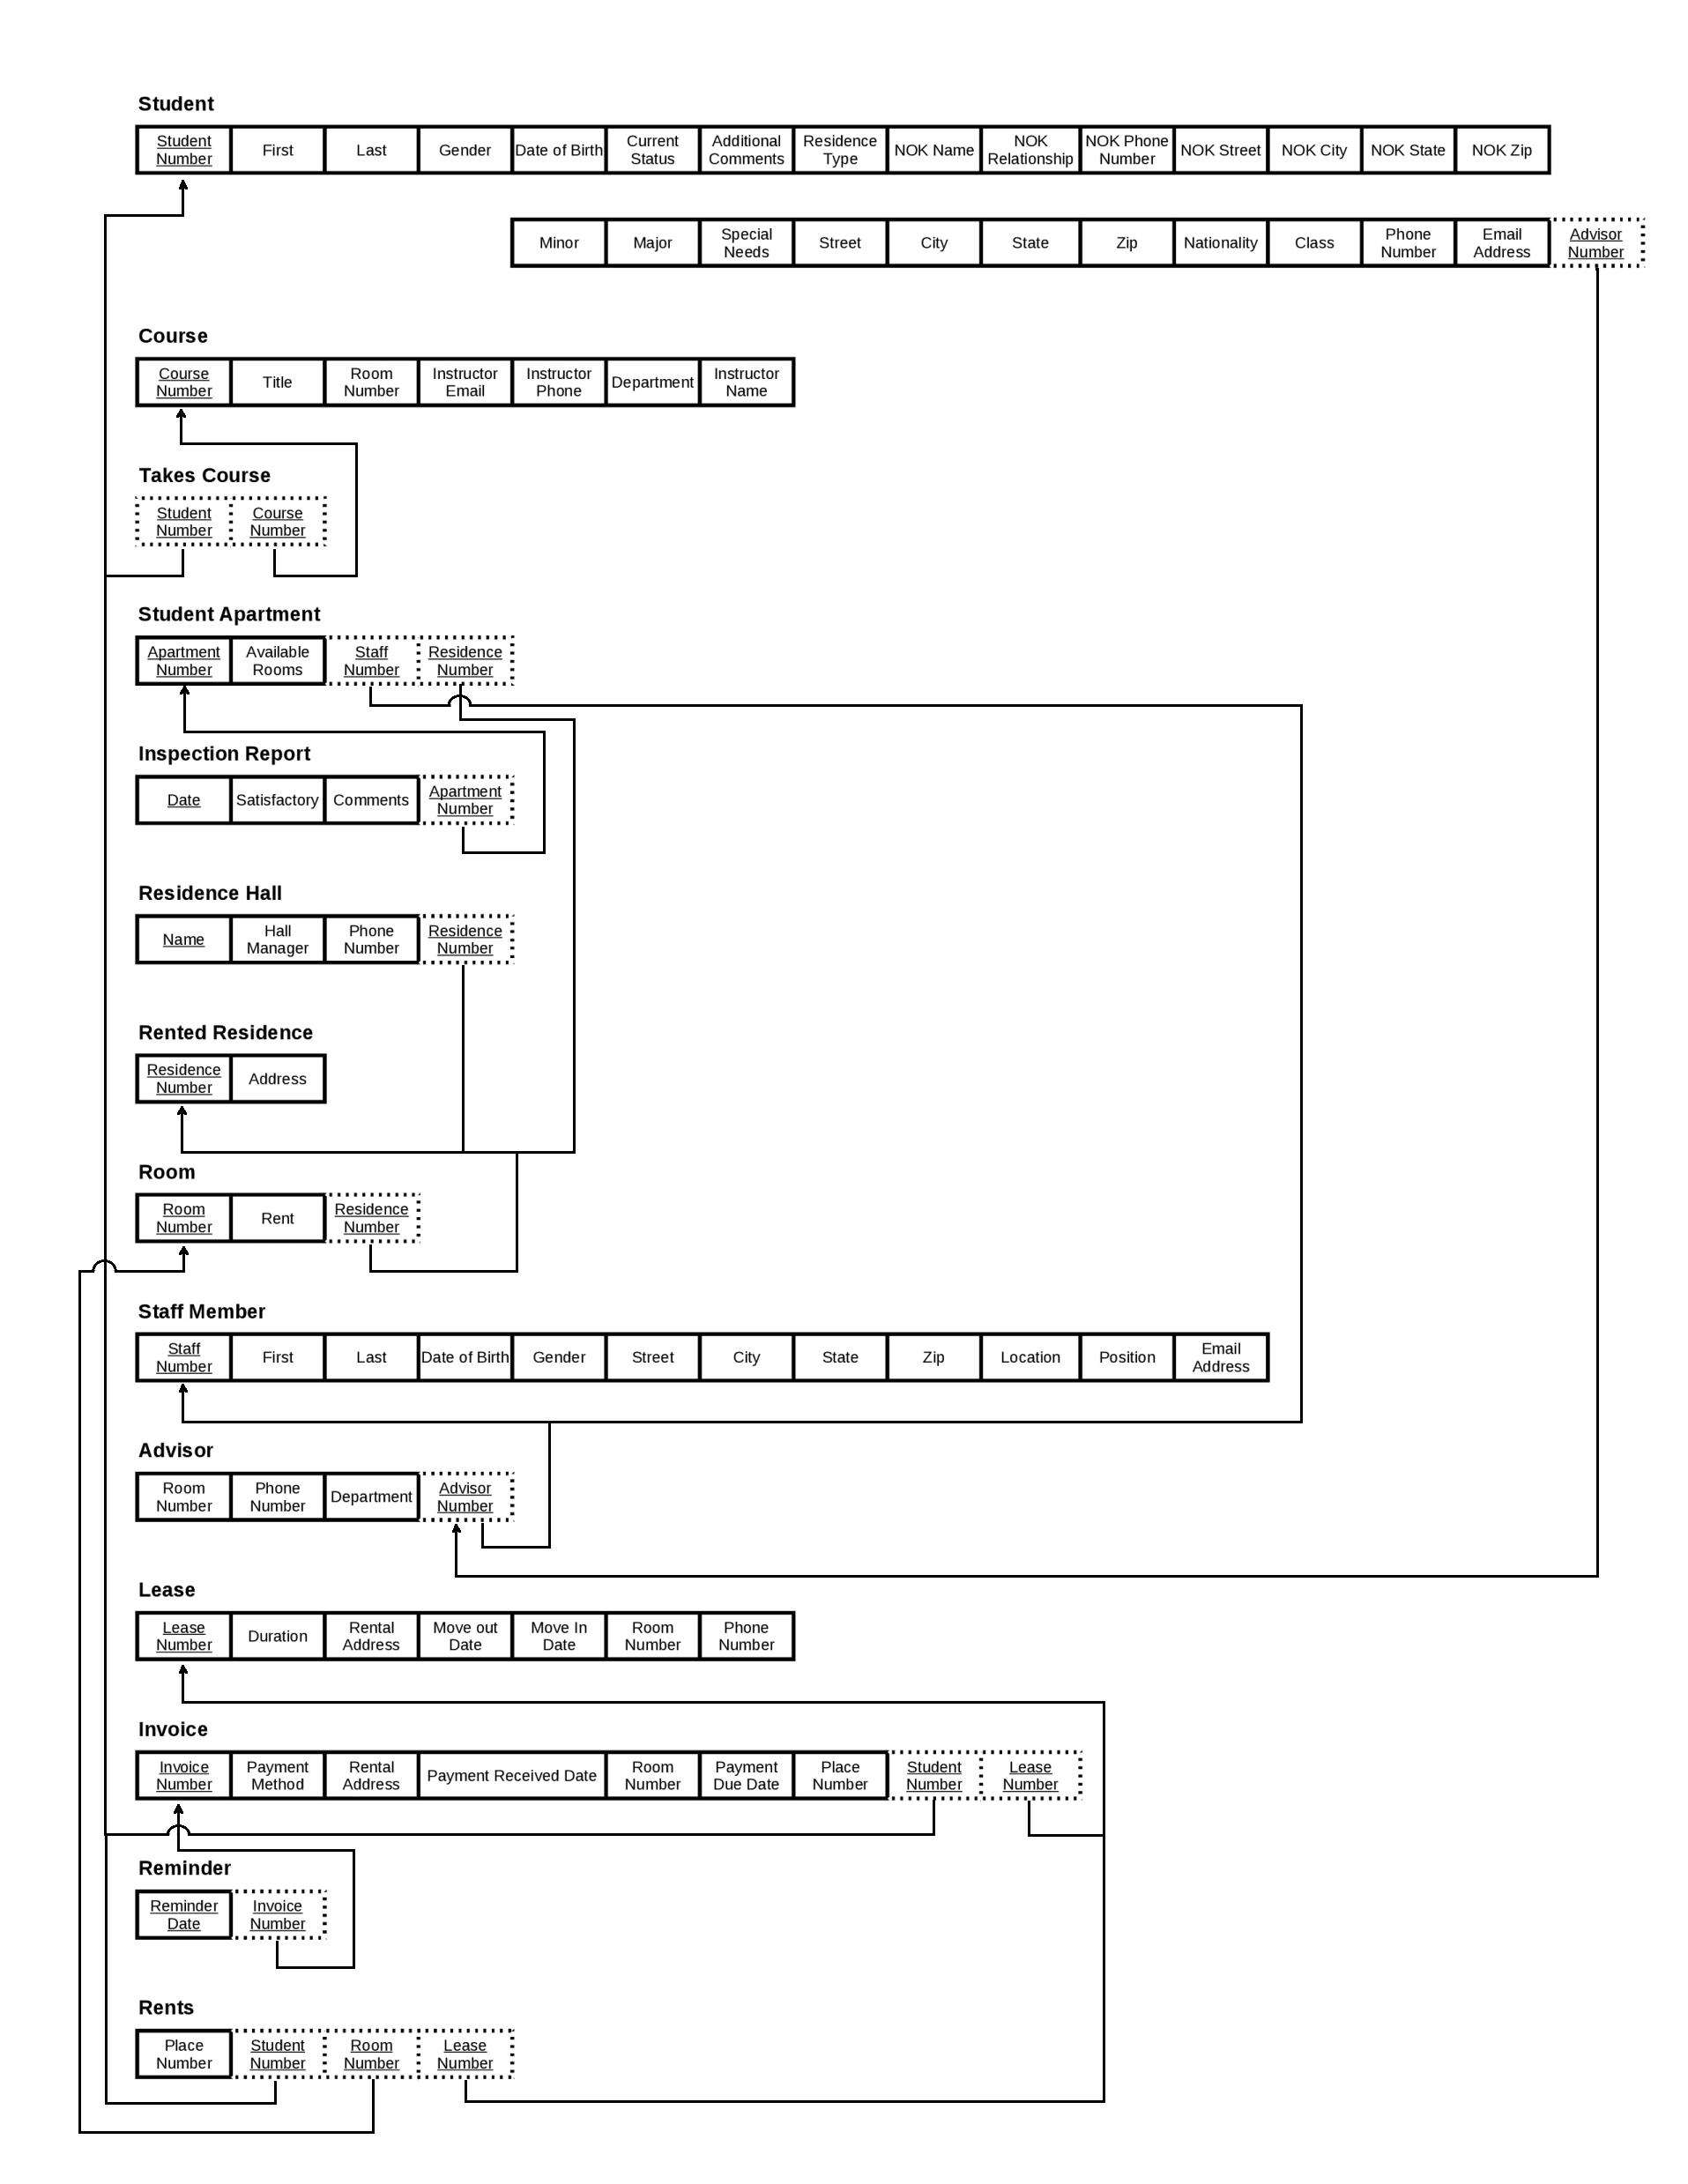 Student
Student Number
First
Last
Gender
Date of Birth
Current Status
Additional Comments
Residence Type
NOK Name
NOK Relationship
NOK Phone Number
NOK Street
NOK City
NOK State
NOK Zip
Minor
Major
Special Needs
Street
City
State
Zip
Nationality
Class
Phone Number
Email Address
Advisor Number
Course
Course Number
Title
Room Number
Instructor Email
Instructor Phone
Department
Instructor Name
Takes Course
Student Number
Course Number
Student Apartment
Apartment Number
Available Rooms
Staff Number
Residence Number
Inspection Report
Date
Satisfactory
Comments
Apartment Number
Residence Hall
Name
Hall Manager
Phone Number
Residence Number
Rented Residence
Residence Number
Address
Room
Room Number
Rent
Residence Number
Staff Member
Staff Number
First
Last
Date of Birth
Gender
Street
City
State
Zip
Location
Position
Email Address
Advisor
Room Number
Phone Number
Department
Advisor Number
Lease
Lease Number
Duration
Rental Address
Move out Date
Move In Date
Room Number
Phone Number
Invoice
Invoice Number
Payment Method
Rental Address
Payment Received Date
Room Number
Payment Due Date
Place Number
Student Number
Lease Number
Reminder
Reminder Date
Invoice Number
Rents
Place Number
Student Number
Room Number
Lease Number